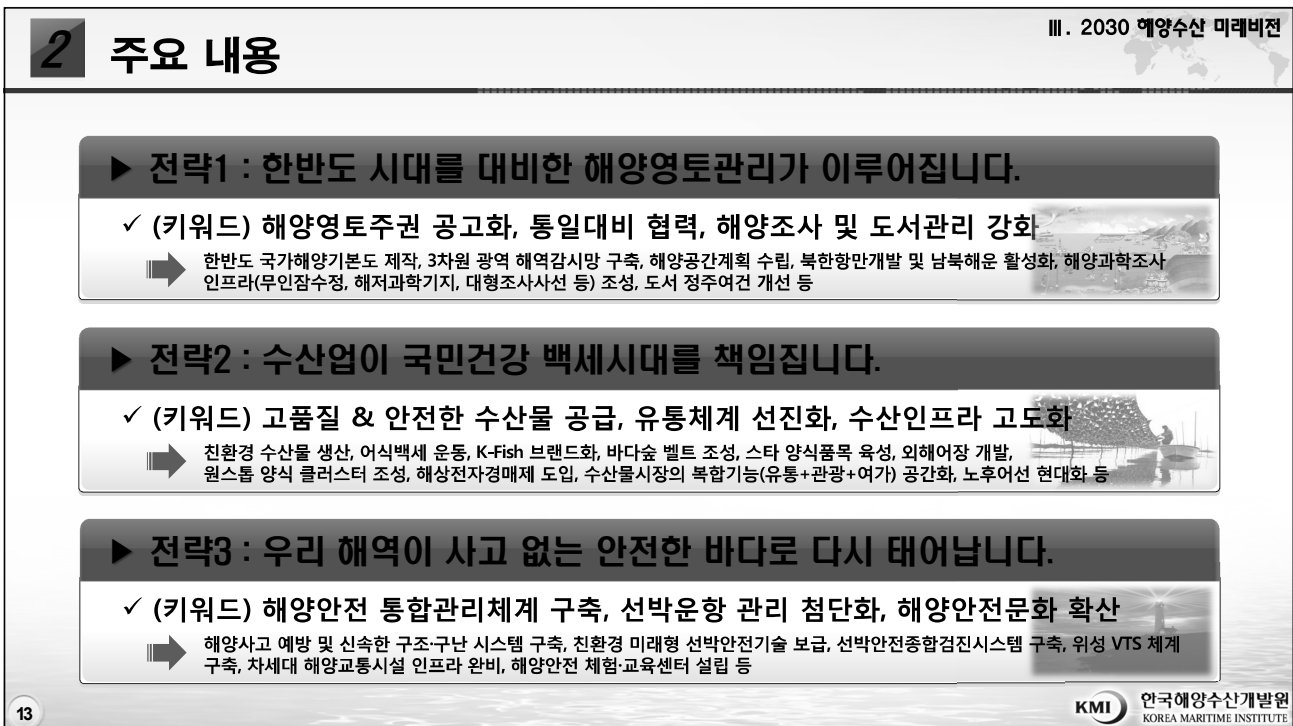 Ⅲ. 2030 해양수산 미래비전
2 주요 내용
▶ 전략1 : 한반도 시대를 대비한 해양영토관리가 이루어집니다.
✓ (키워드) 해양영토주권 공고화, 통일대비 협력, 해양조사 및 도서관리 강화
한반도 국가해양기본도 제작, 3차원 광역 해역감시망 구축, 해양공간계획 수립, 북한항만개발 및 남북해운 활성화, 해양과학조사
인프라(무인잠수정, 해저과학기지, 대형조사사선 등) 조성, 도서 정주여건 개선 등
▶ 전략2 : 수산업이 국민건강 백세시대를 책임집니다.
✓ (키워드) 고품질 & 안전한 수산물 공급, 유통체계 선진화, 수산인프라 고도화
친환경 수산물 생산, 어식백세 운동, K-Fish 브랜드화, 바다숲 벨트 조성, 스타 양식품목 육성, 외해어장 개발,
원스톱 양식 클러스터 조성, 해상전자경매제 도입, 수산물시장의 복합기능(유통+관광+여가) 공간화, 노후어선 현대화 등
▶ 전략3 : 우리 해역이 사고 없는 안전한 바다로 다시 태어납니다.
✓ (키워드) 해양안전 통합관리체계 구축, 선박운항 관리 첨단화, 해양안전문화 확산
해양사고 예방 및 신속한 구조·구난 시스템 구축, 친환경 미래형 선박안전기술 보급, 선박안전종합검진시스템 구축, 위성 VTS 체계
구축, 차세대 해양교통시설 인프라 완비, 해양안전 체험·교육센터 설립 등
13
KMI 한국해양수산개발원
KOREA MARITIME INSTITUTE